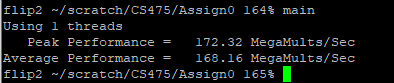 flip2 ~/scratch/CS475/Assign0 164% main
Using 1 threads
   Peak Performance =   172.32 MegaMults/Sec
Average Performance =   168.16 MegaMults/Sec
flip2 ~/scratch/CS475/Assign0 165%